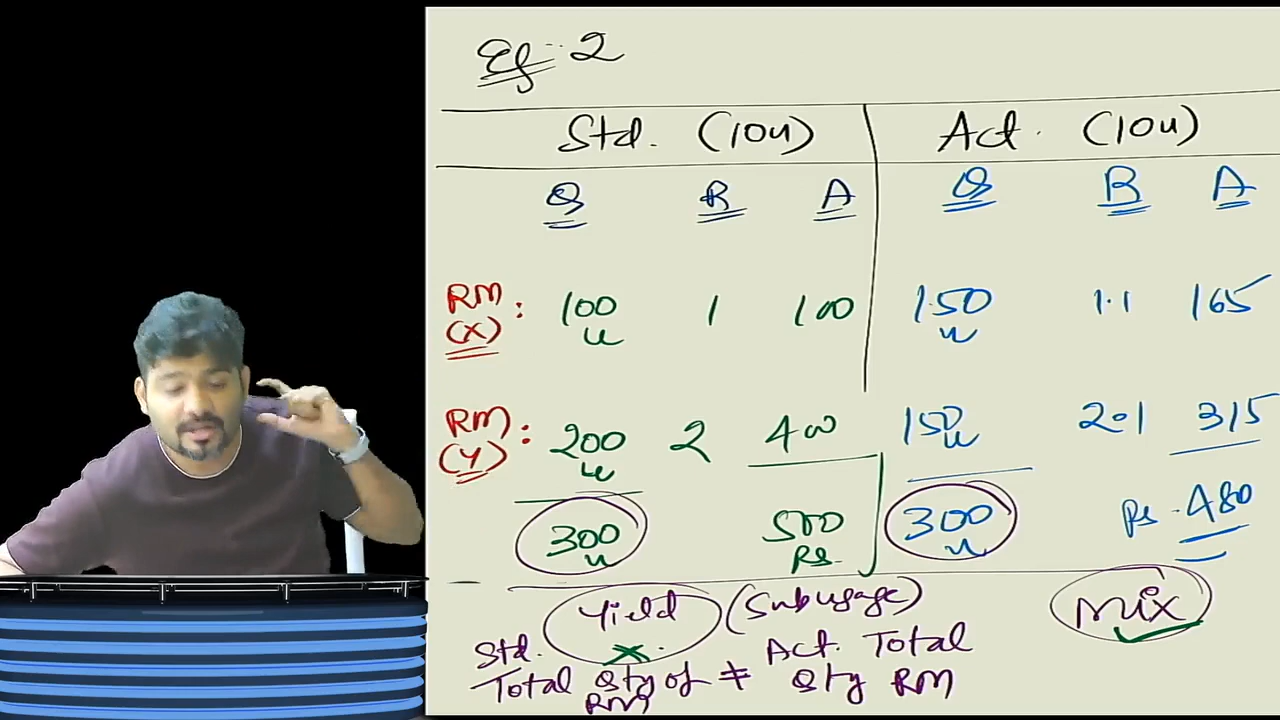 Eg:- 2
Std. (10u) Act. (10u)
Q R A Q R A
RM (X) : 100 u 1 100 150 u 1.1 165
RM (Y) : 200 u 2 400 150 u 2.1 315
300 u 500 Rs. 300 u Rs. 480
Yield (Subusage) Mix
Std. Total Qty of RM ≠ Act. Total Qty RM